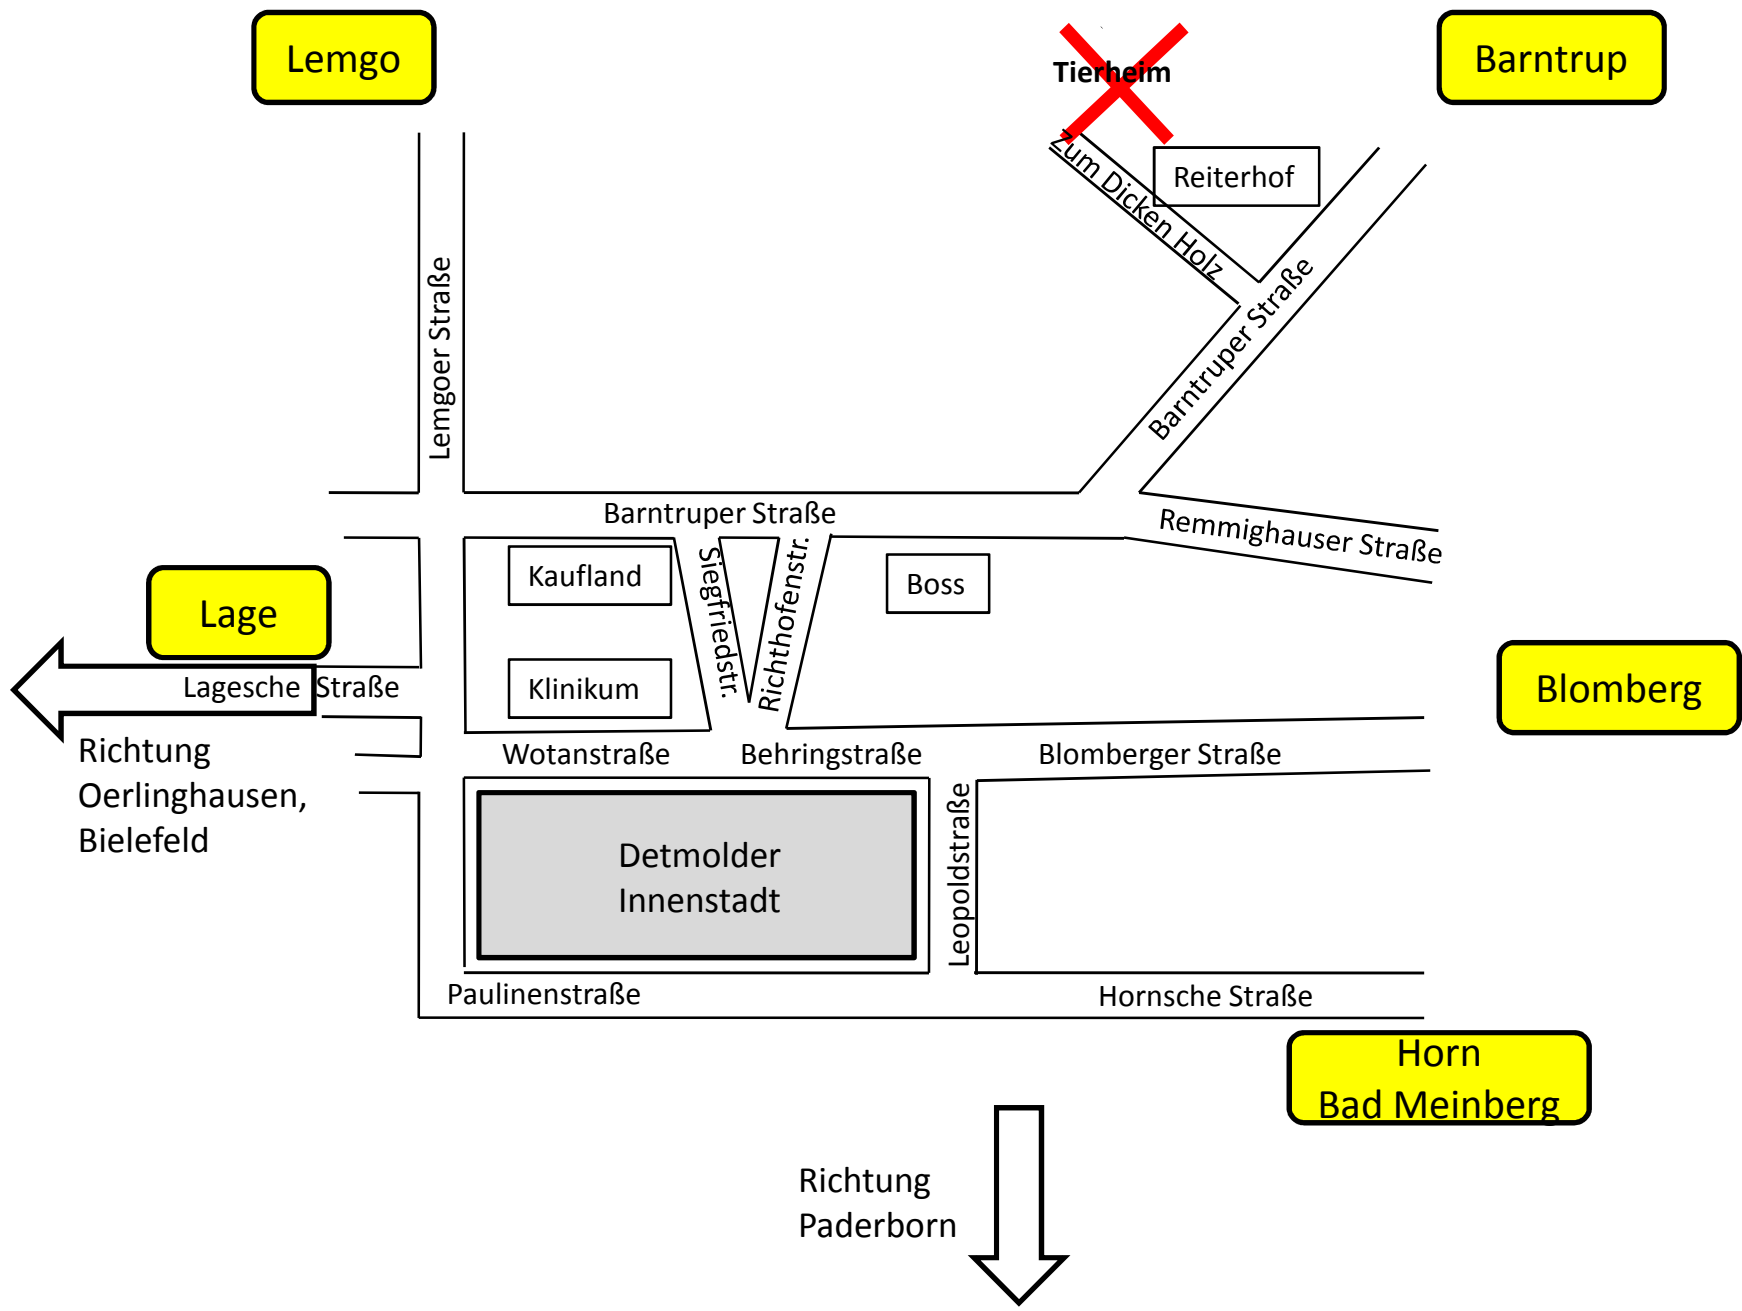 Lemgo
Tierheim
Barntrup
Zum Dicken Holz
Reiterhof
Lemgoer Straße
Barntruper Straße
Barntruper Straße
Remmighauser Straße
Kaufland
Siegfriedstr.
Richthofenstr.
Boss
Lage
Lagesche Straße
Klinikum
Blomberg
Richtung
Oerlinghausen,
Bielefeld
Wotanstraße
Behringstraße
Blomberger Straße
Detmolder
Innenstadt
Leopoldstraße
Paulinenstraße
Hornsche Straße
Horn
Bad Meinberg
Richtung
Paderborn